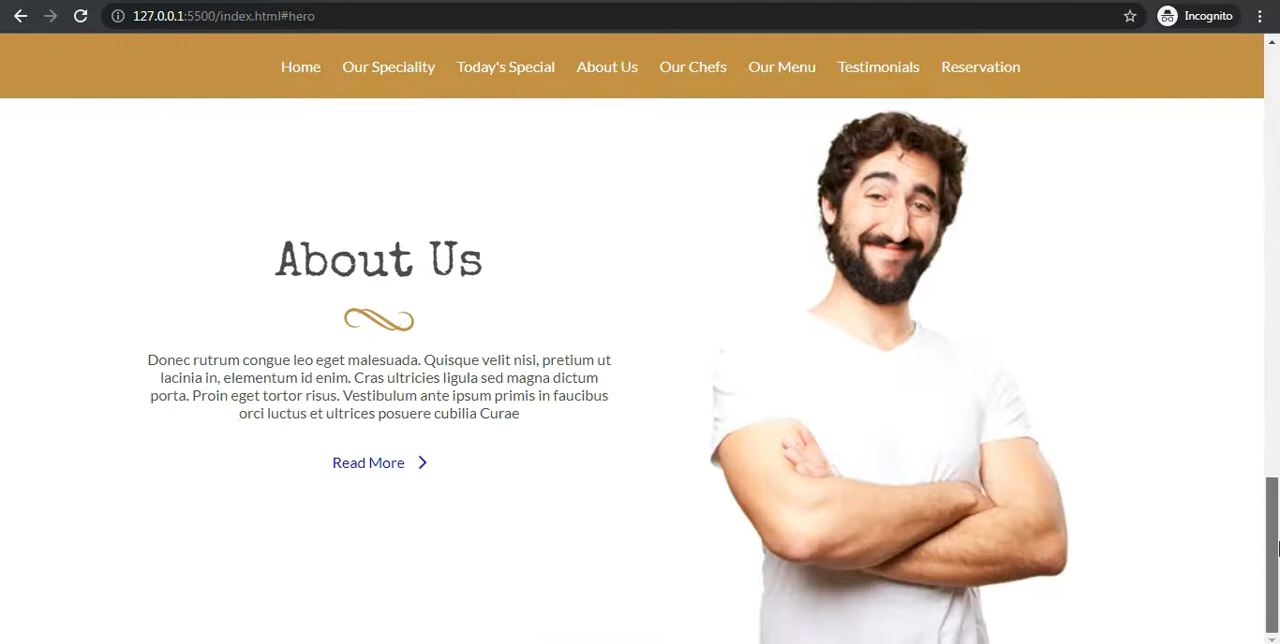 127.0.0.1:5500/index.html#hero
Incognito
Home Our Speciality Today's Special About Us Our Chefs Our Menu Testimonials Reservation
About Us
Donec rutrum congue leo eget malesuada. Quisque velit nisi, pretium ut
lacinia in, elementum id enim. Cras ultricies ligula sed magna dictum
porta. Proin eget tortor risus. Vestibulum ante ipsum primis in faucibus
orci luctus et ultrices posuere cubilia Curae
Read More